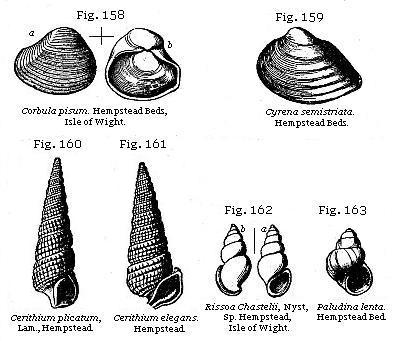 Fig. 158
a
b
Corbula pisum. Hempstead Beds,
Isle of Wight.
Fig. 159
Cyrena semistriata.
Hempstead Beds.
Fig. 160
Cerithium plicatum,
Lam., Hempstead.
Fig. 161
Cerithium elegans.
Hempstead.
Fig. 162
b
a
Rissoa Chastelii, Nyst,
Sp. Hempstead,
Isle of Wight.
Fig. 163
Paludina lenta.
Hempstead Bed.